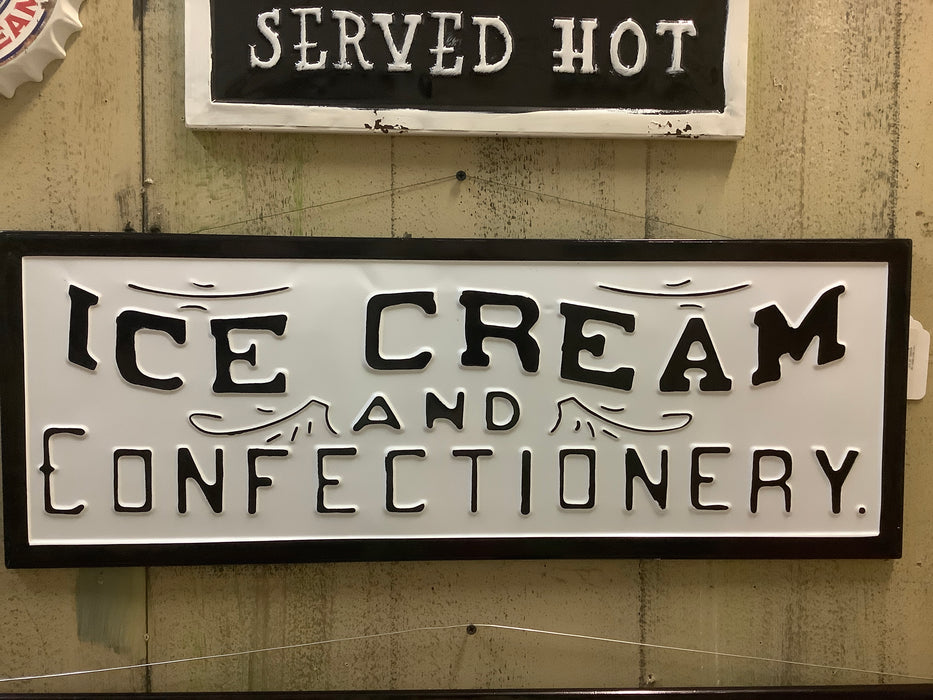 SERVED HOT
ICE CREAM
AND
CONFECTIONERY.